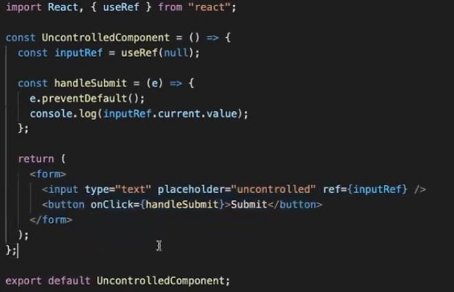 import React, { useRef } from "react";
const UncontrolledComponent = () => {
const inputRef = useRef(null);
const handleSubmit = (e) => {
e.preventDefault();
console.log(inputRef.current.value);
};
return (
<form>
<input type="text" placeholder="uncontrolled" ref={inputRef} />
<button onClick={handleSubmit}>Submit</button>
</form>
);
};
export default UncontrolledComponent;